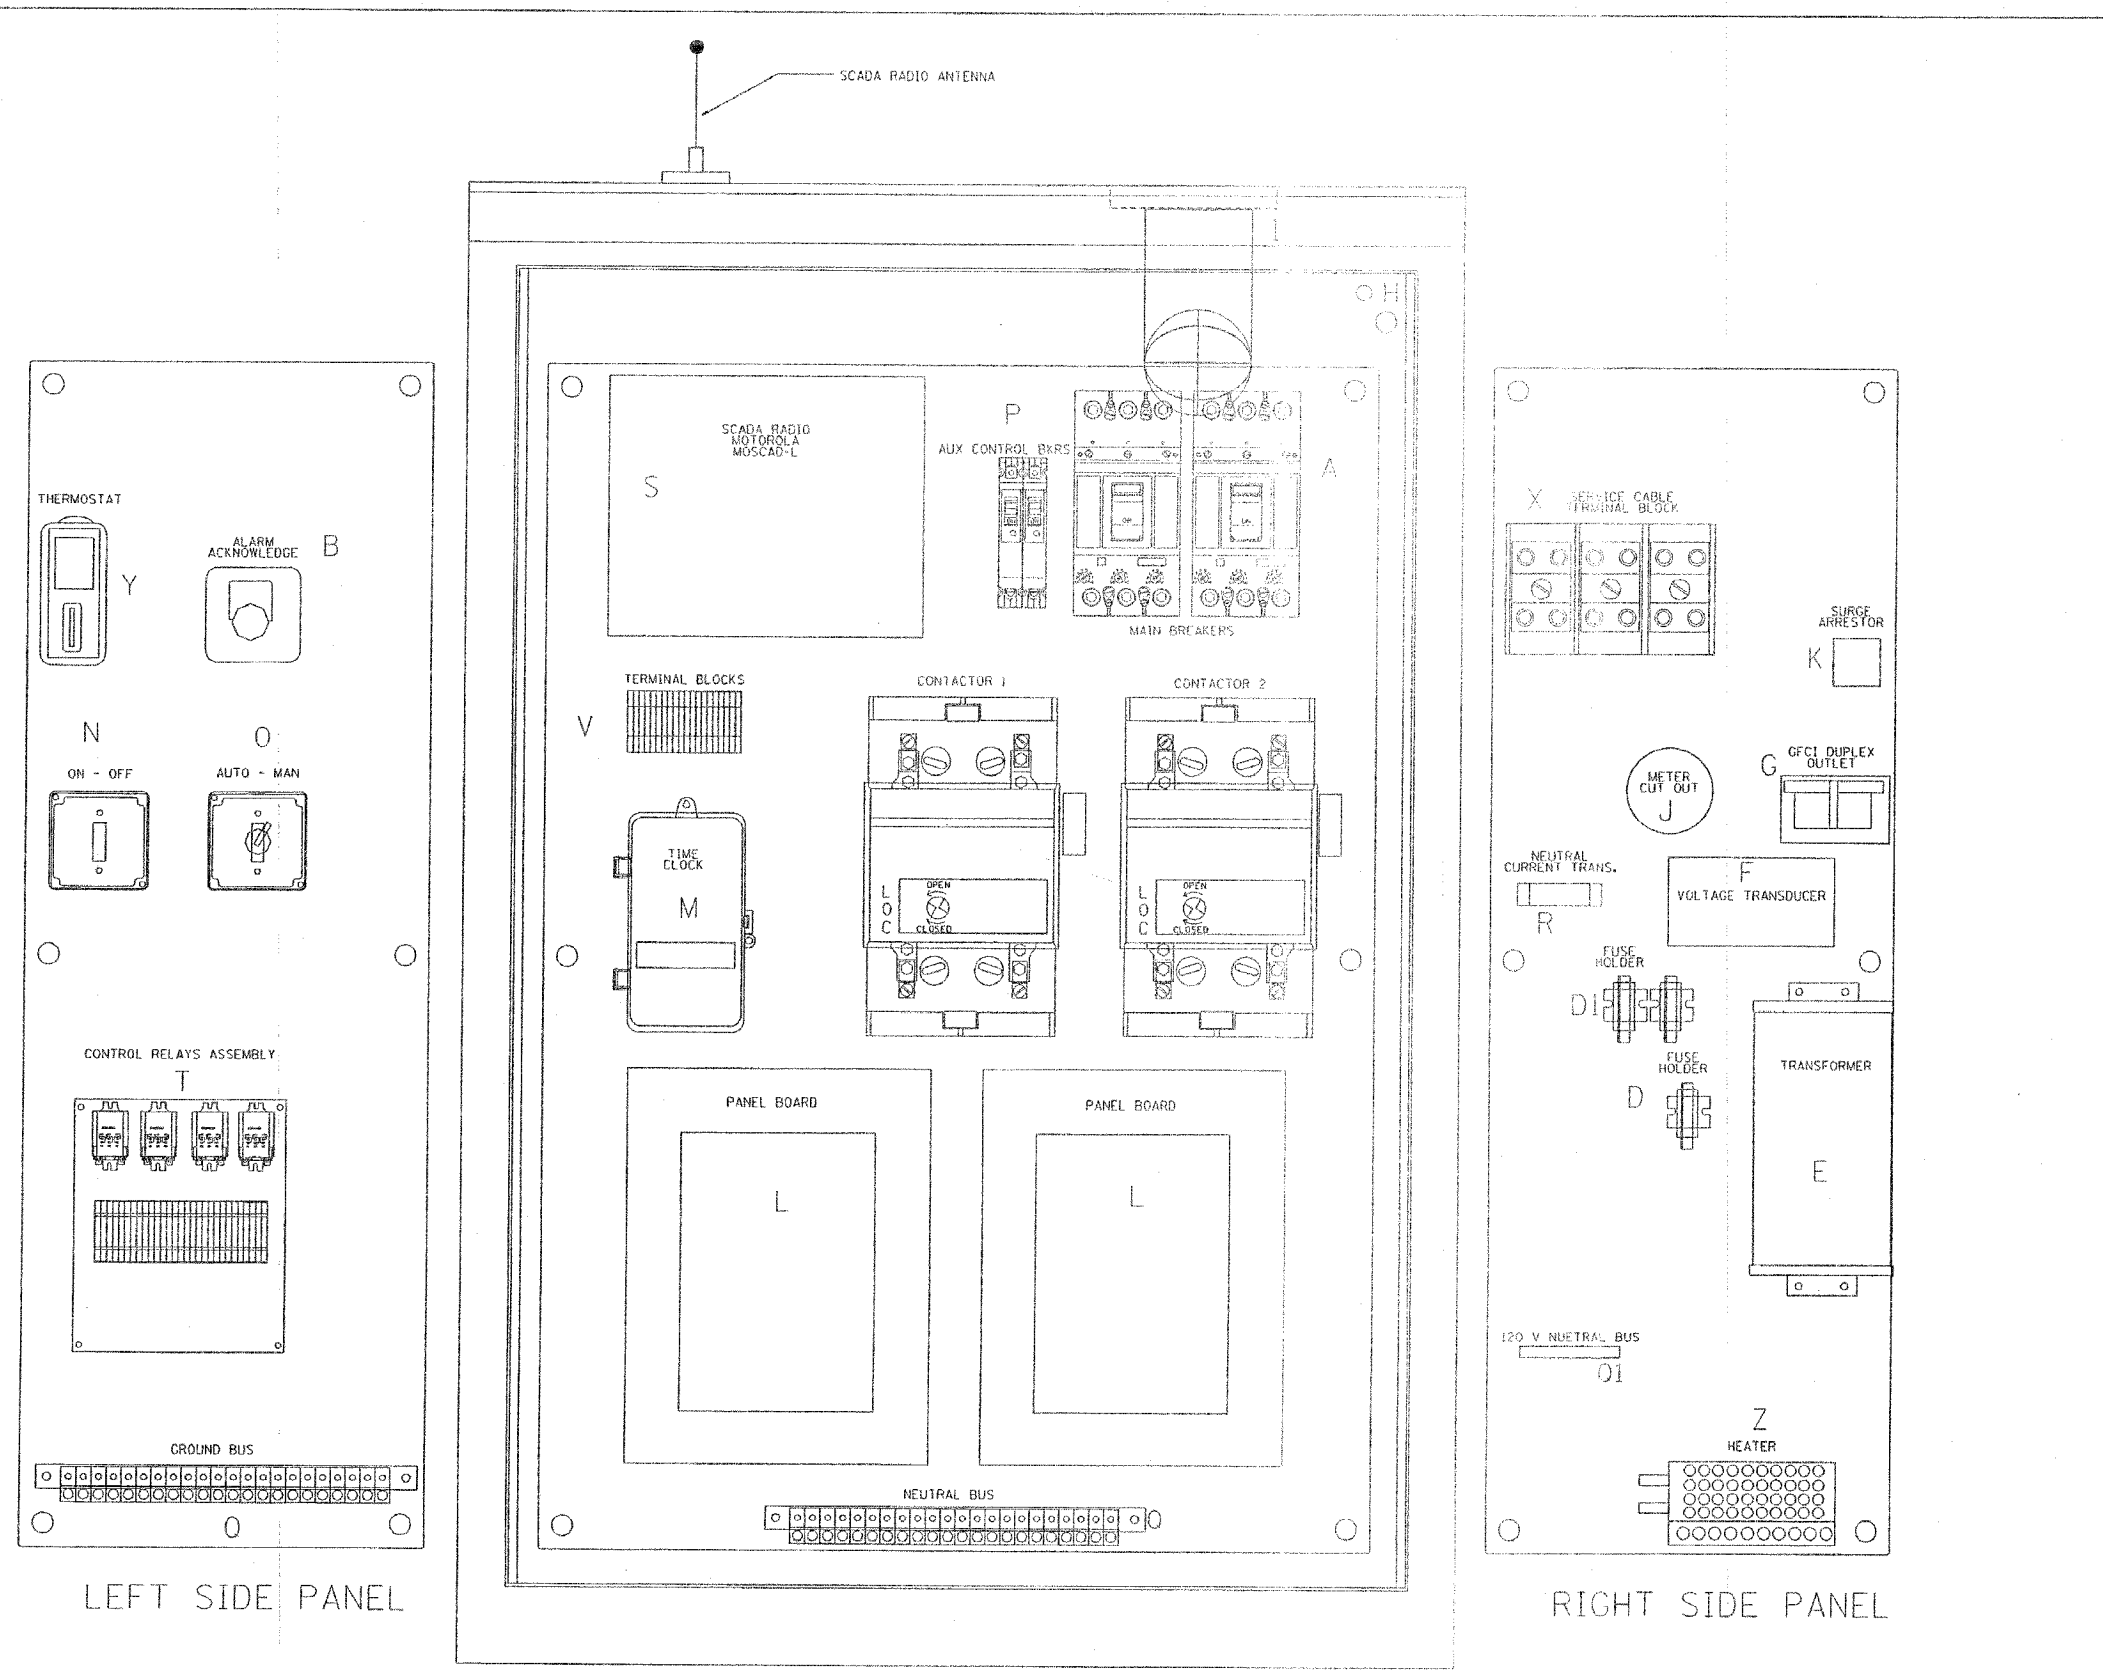 SCADA RADIO ANTENNA
H
SCADA RADIO
MOTOROLA
MOSCAD-L
S
P
AUX CONTROL BKRS
A
MAIN BREAKERS
THERMOSTAT
Y
ALARM
ACKNOWLEDGE
B
N
ON - OFF
O
AUTO - MAN
CONTROL RELAYS ASSEMBLY
T
GROUND BUS
Q
LEFT SIDE PANEL
TERMINAL BLOCKS
V
CONTACTOR 1
CONTACTOR 2
TIME
CLOCK
M
L
O
C
OPEN
CLOSED
L
O
C
OPEN
CLOSED
PANEL BOARD
L
PANEL BOARD
L
NEUTRAL BUS
Q
X
SERVICE CABLE
TERMINAL BLOCK
SURGE
ARRESTOR
K
METER
CUT OUT
J
GFCI DUPLEX
OUTLET
G
NEUTRAL
CURRENT TRANS.
R
F
VOLTAGE TRANSDUCER
FUSE
HOLDER
D1
FUSE
HOLDER
D
TRANSFORMER
E
120 V NUETRAL BUS
Q1
Z
HEATER
RIGHT SIDE PANEL